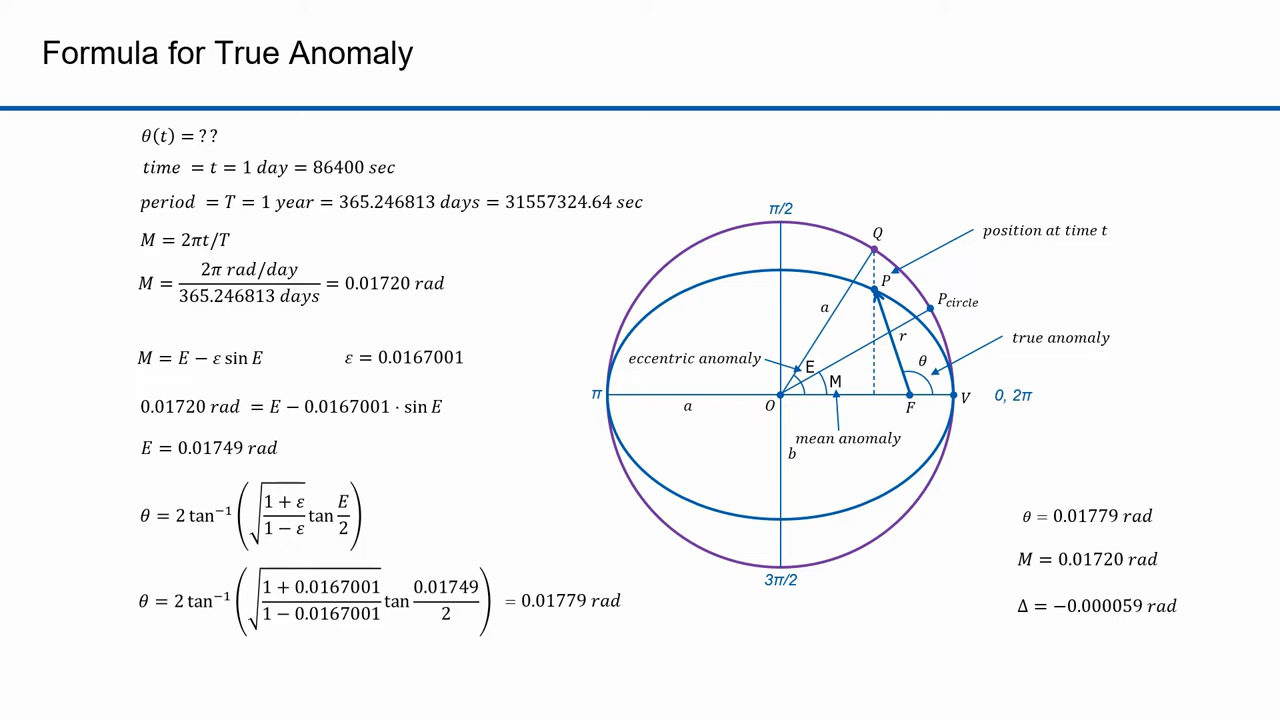 Formula for True Anomaly
θ(t) = ??
time = t = 1 day = 86400 sec
period = T = 1 year = 365.246813 days = 31557324.64 sec
M = 2πt/T
M = 2π rad/day / 365.246813 days = 0.01720 rad
M = E − ε sin E    ε = 0.0167001
0.01720 rad = E − 0.0167001 · sin E
E = 0.01749 rad
θ = 2 tan⁻¹ (√((1 + ε)/(1 − ε)) tan E/2)
θ = 2 tan⁻¹ (√((1 + 0.0167001)/(1 − 0.0167001)) tan 0.01749/2) = 0.01779 rad
π/2
Q
position at time t
P
P circle
a
r
true anomaly
eccentric anomaly
E
θ
M
π
a
O
F
V
0, 2π
mean anomaly
b
3π/2
θ = 0.01779 rad
M = 0.01720 rad
Δ = −0.000059 rad